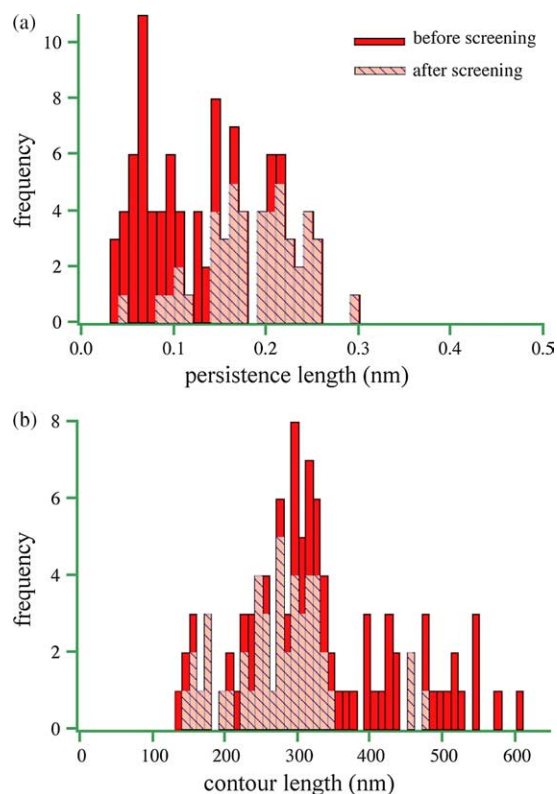 (a)
before screening
after screening
frequency
10
8
6
4
2
0
0.0 0.1 0.2 0.3 0.4 0.5
persistence length (nm)
(b)
frequency
8
6
4
2
0
0 100 200 300 400 500 600
contour length (nm)